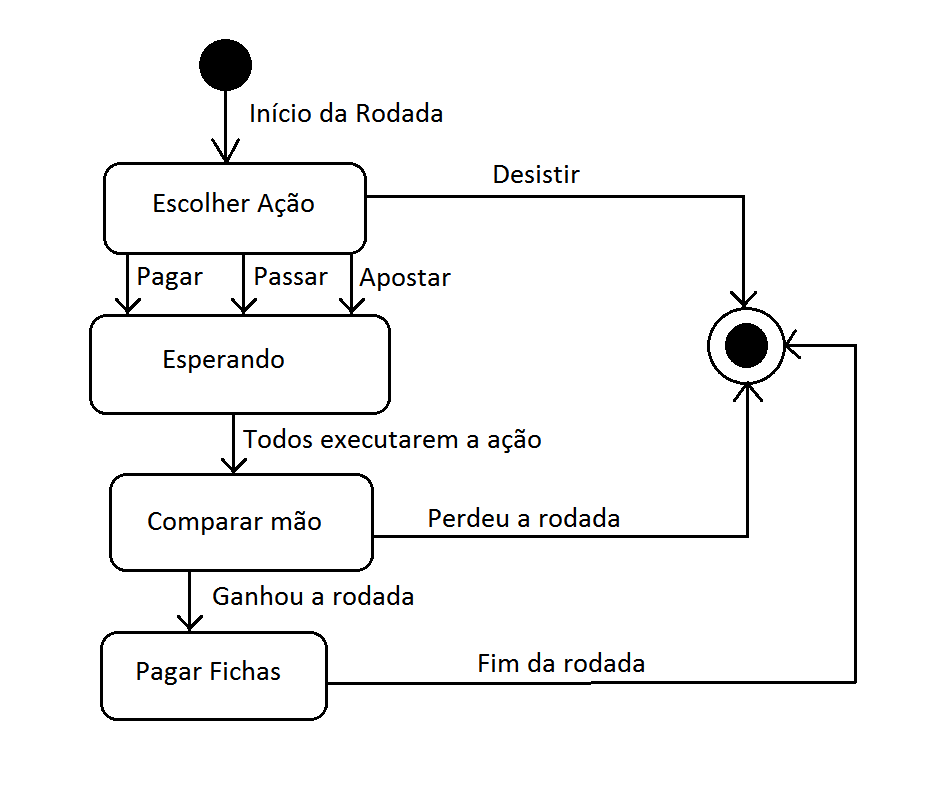 Início da Rodada
Desistir
Escolher Ação
Pagar
Passar
Apostar
Esperando
Todos executarem a ação
Comparar mão
Perdeu a rodada
Ganhou a rodada
Pagar Fichas
Fim da rodada